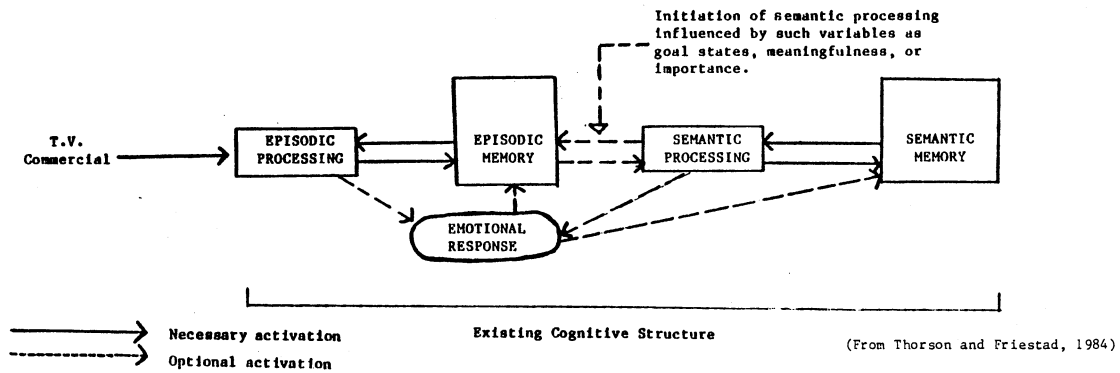 Initiation of semantic processing
influenced by such variables as
goal states, meaningfulness, or
importance.
T.V.
Commercial
EPISODIC
PROCESSING
EPISODIC
MEMORY
SEMANTIC
PROCESSING
SEMANTIC
MEMORY
EMOTIONAL
RESPONSE
Necessary activation
Optional activation
Existing Cognitive Structure
(From Thorson and Friestad, 1984)